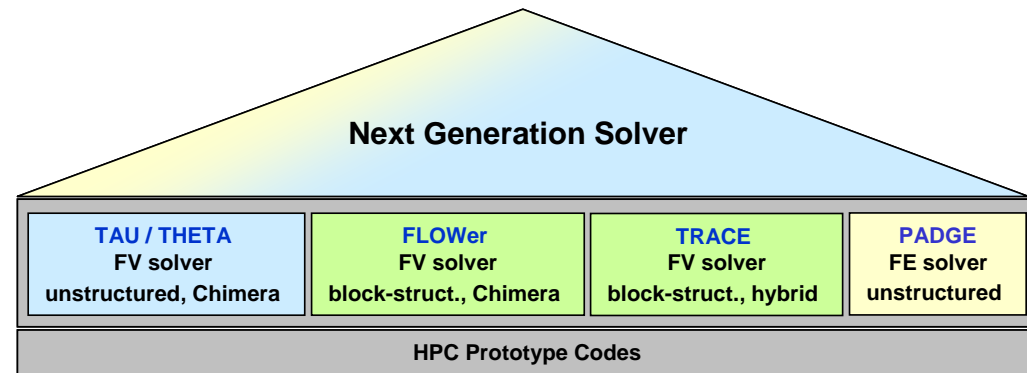 Next Generation Solver
TAU / THETA
FV solver
unstructured, Chimera
FLOWer
FV solver
block-struct., Chimera
TRACE
FV solver
block-struct., hybrid
PADGE
FE solver
unstructured
HPC Prototype Codes